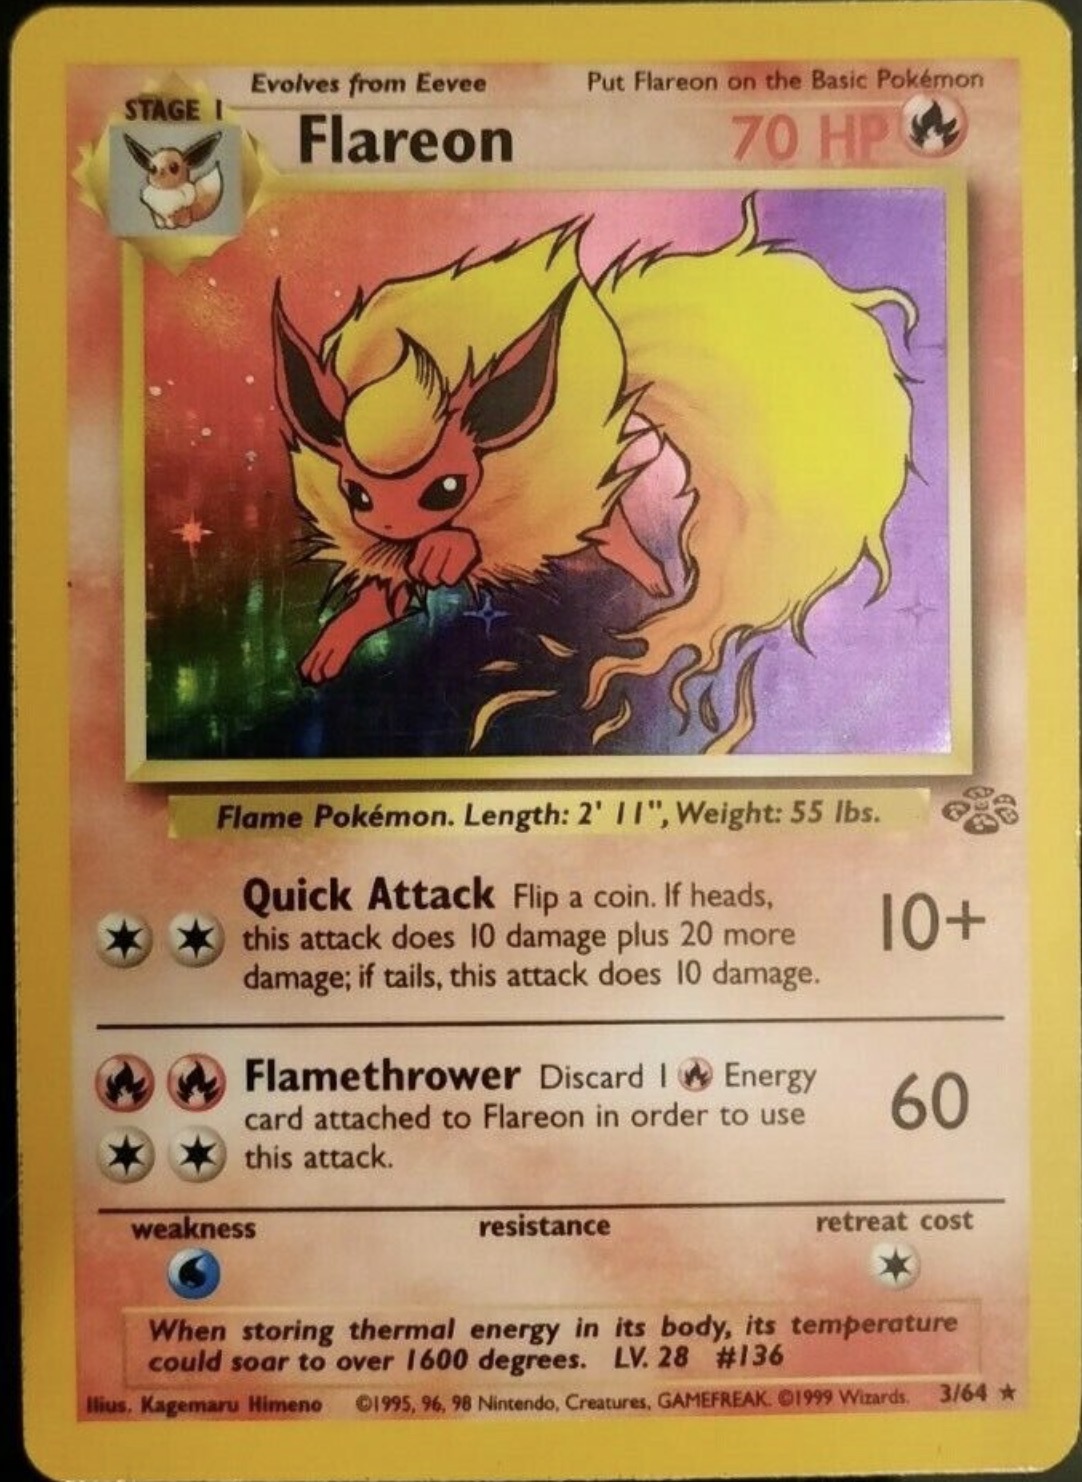 Evolves from Eevee
Put Flareon on the Basic Pokémon
STAGE 1
Flareon
70 HP
Flame Pokémon. Length: 2' 11", Weight: 55 lbs.
Quick Attack Flip a coin. If heads,
this attack does 10 damage plus 20 more
damage; if tails, this attack does 10 damage.
10+
Flamethrower Discard 1 Energy
card attached to Flareon in order to use
this attack.
60
weakness
resistance
retreat cost
When storing thermal energy in its body, its temperature
could soar to over 1600 degrees. LV. 28 #136
Illus. Kagemaru Himeno
©1995, 96, 98 Nintendo, Creatures, GAMEFREAK. ©1999 Wizards.
3/64 ★